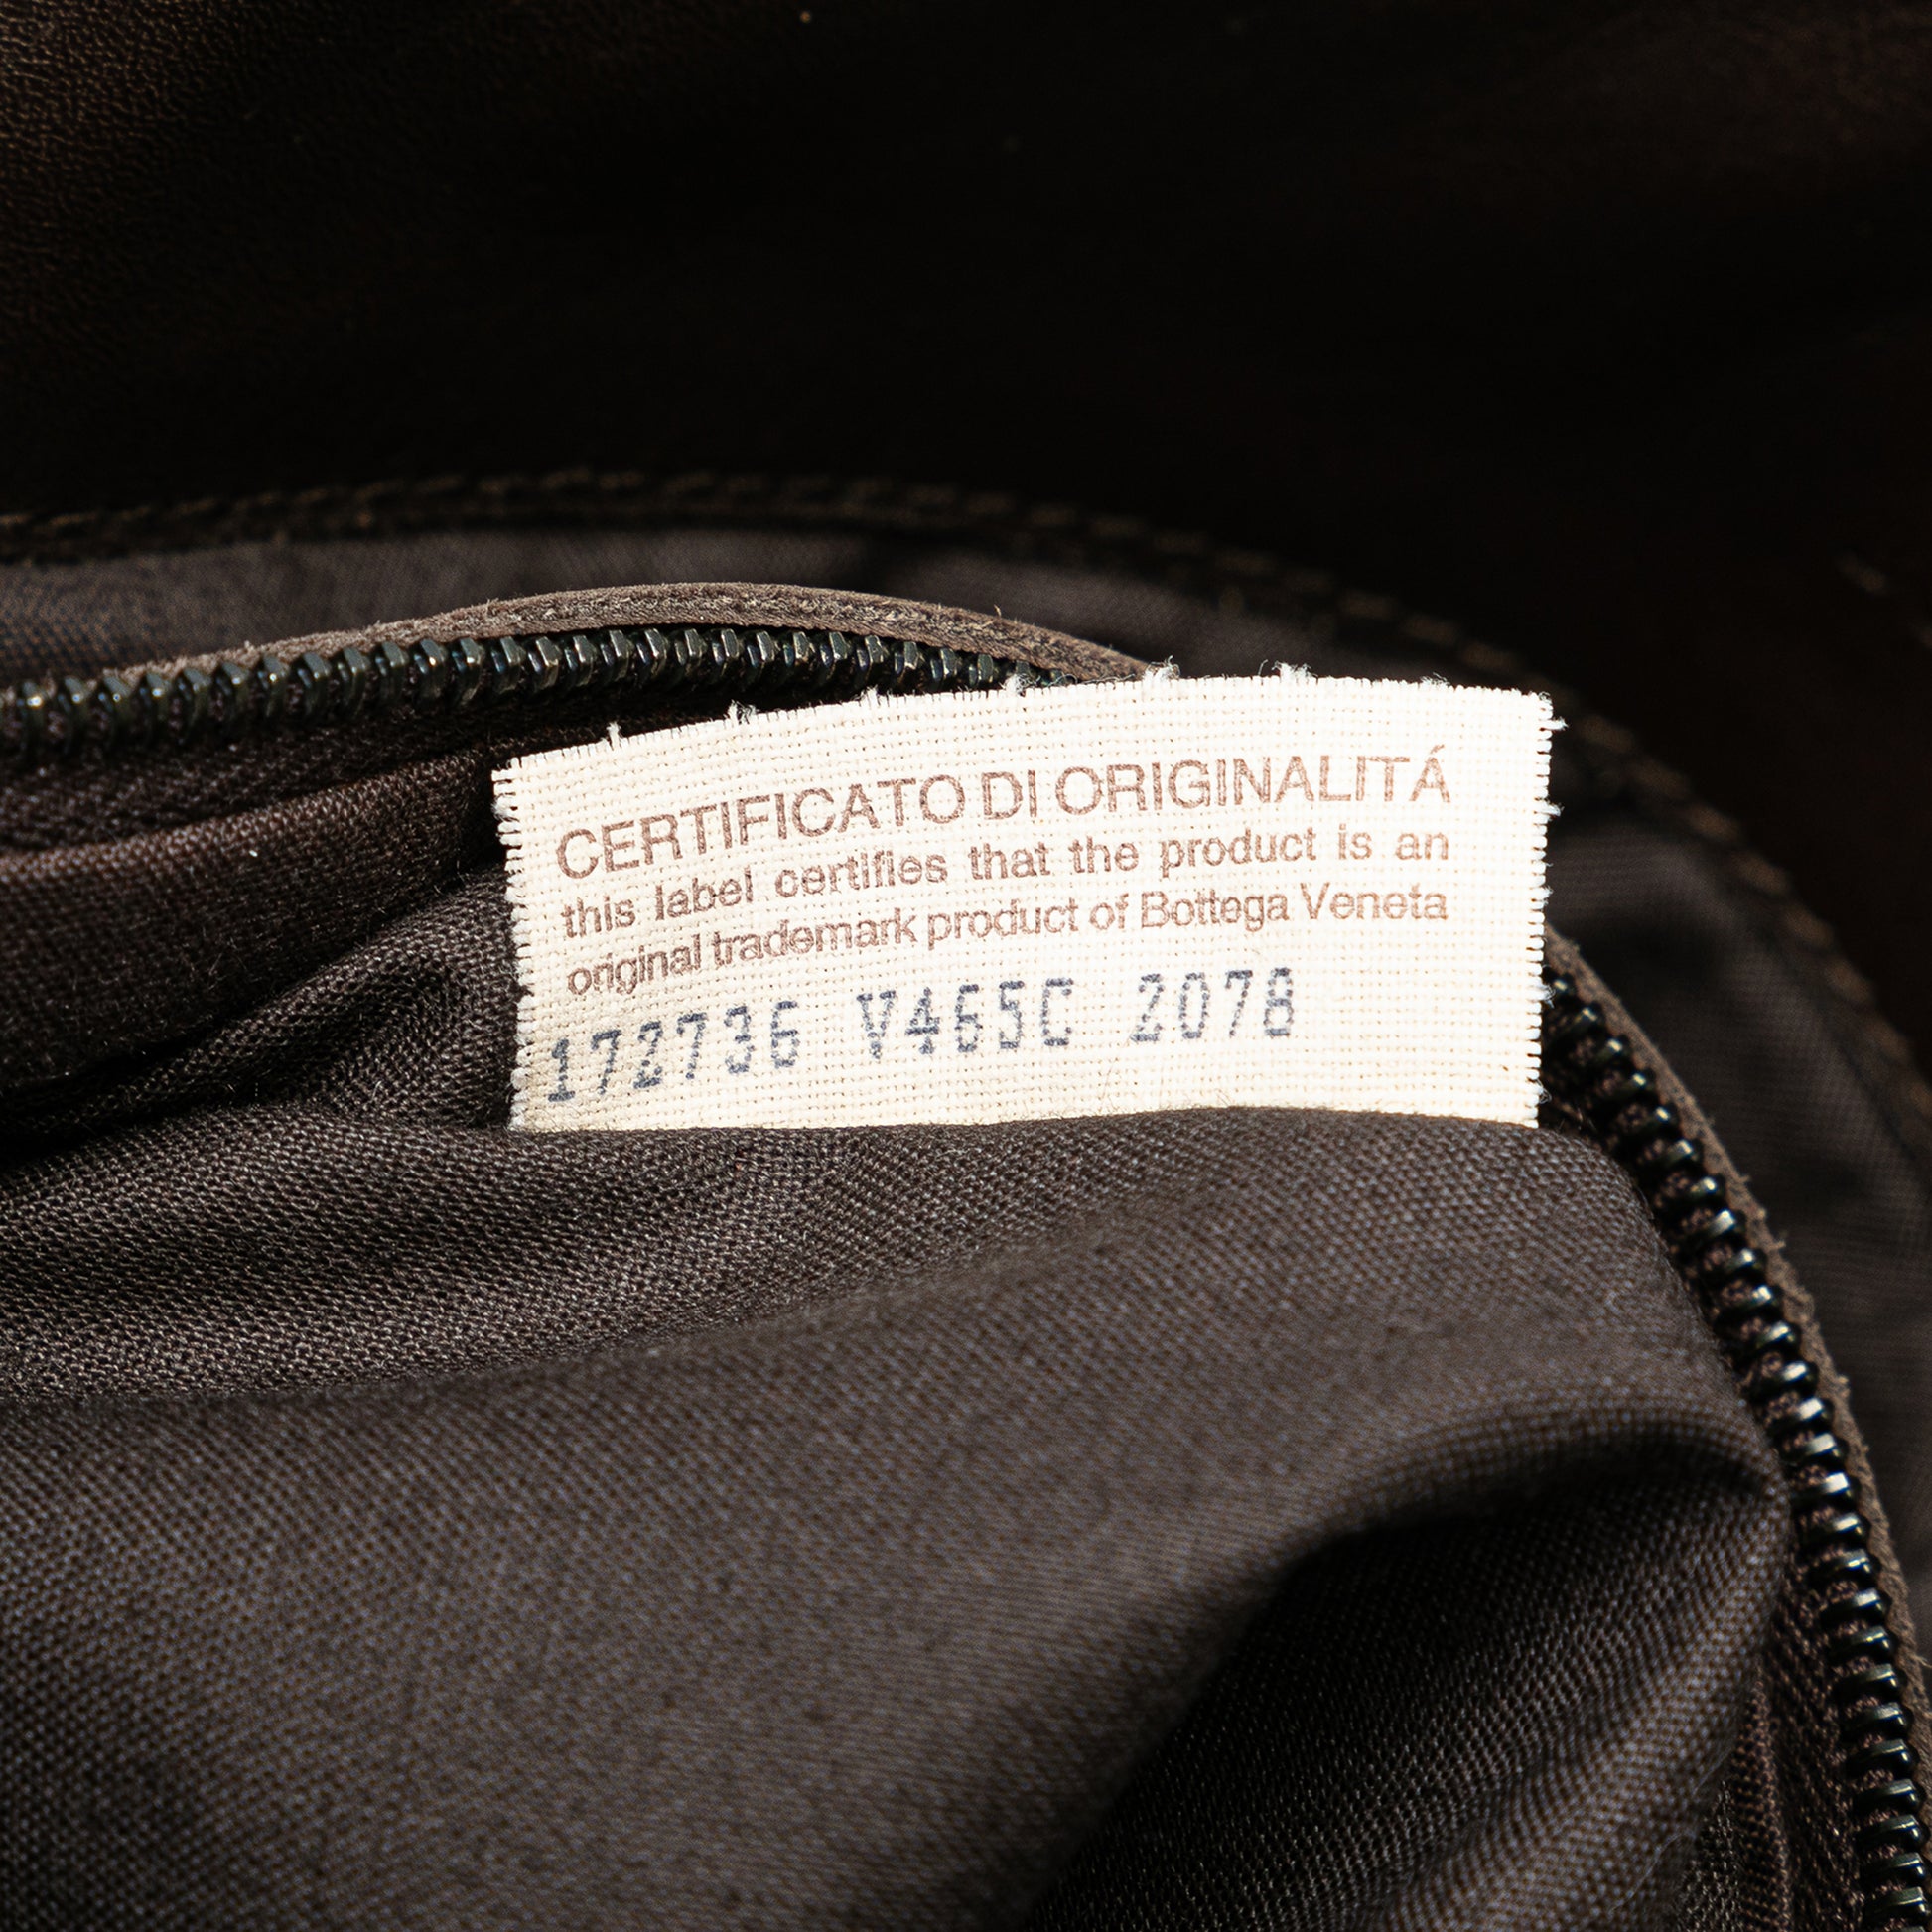 CERTIFICATO DI ORIGINALITÁ
this label certifies that the product is an
original trademark product of Bottega Veneta
172736 V465C 2078